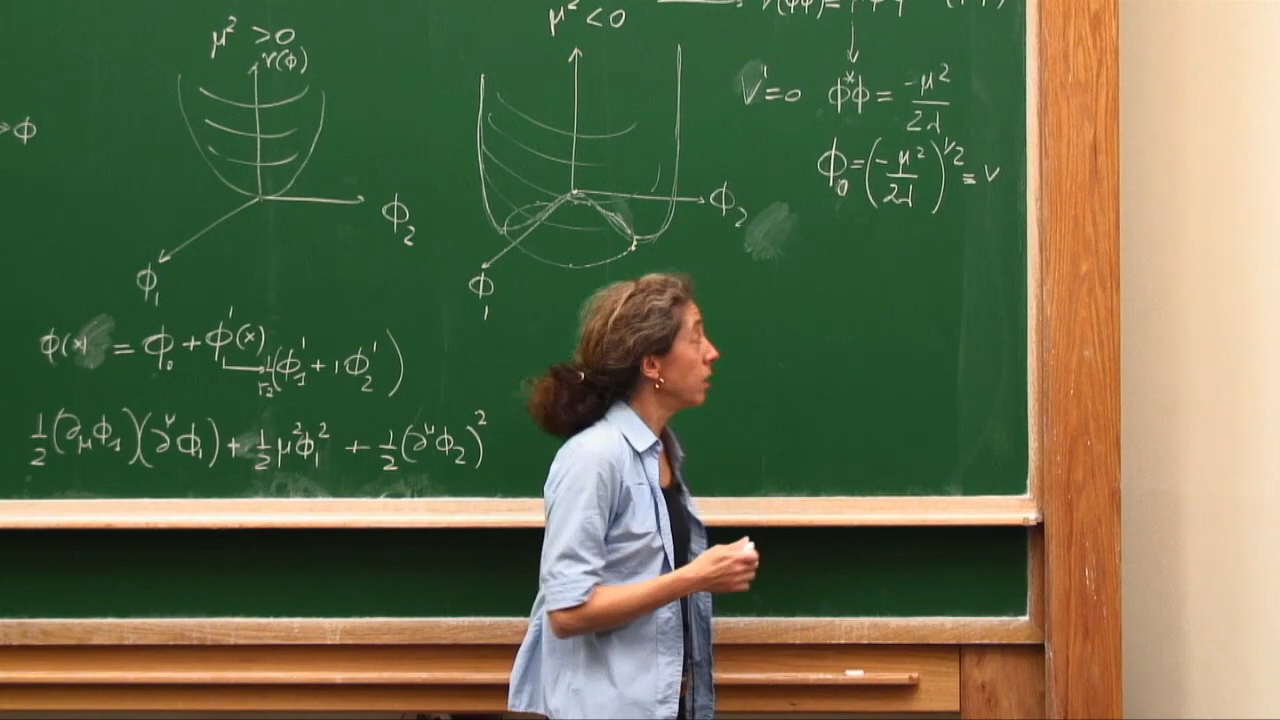 μ² >0
V(ϕ)
ϕ₂
ϕ₁
→ϕ
μ² <0
ϕ₂
ϕ₁
V'=0 ϕ*ϕ = -μ²/2λ
ϕ₀=(-μ²/2λ)^1/2 ≡ v
ϕ(x) = ϕ₀ + ϕ'(x)
→1/√2(ϕ'₁ + iϕ'₂)
1/2(∂_μϕ₁)(∂^μϕ₁) + 1/2μ²ϕ₁² + 1/2(∂^μϕ₂)²